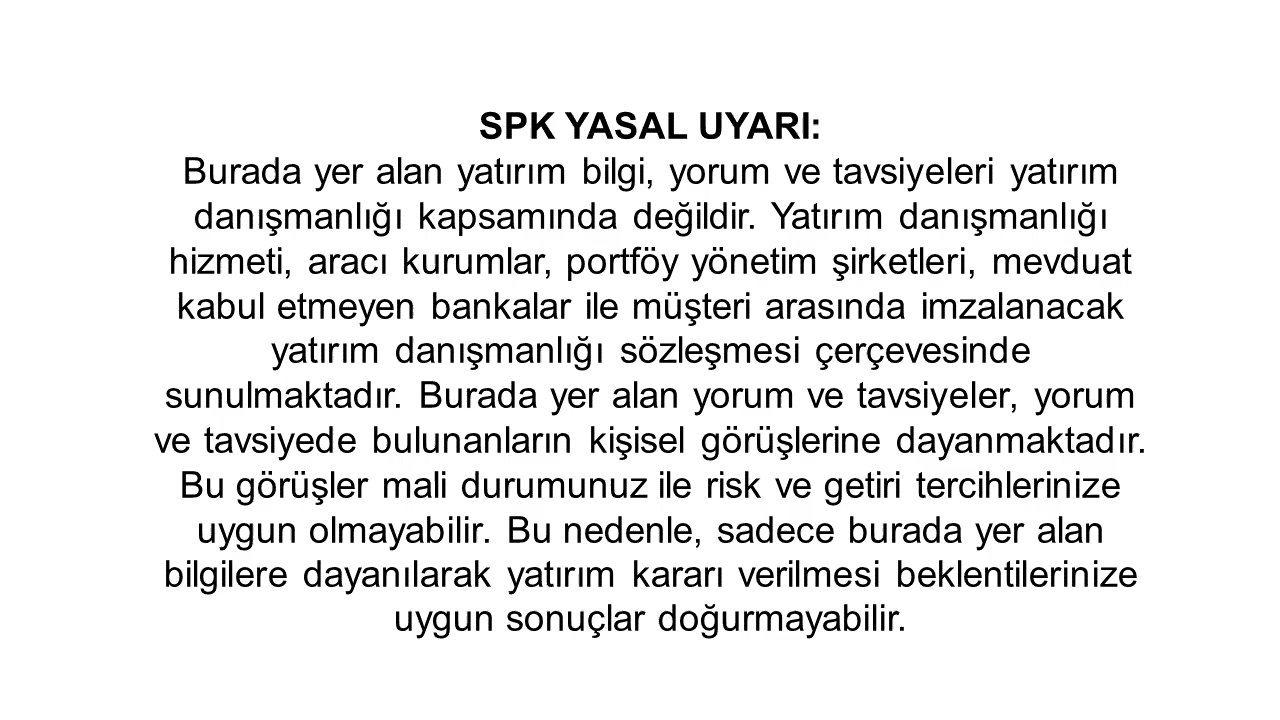 SPK YASAL UYARI:
Burada yer alan yatırım bilgi, yorum ve tavsiyeleri yatırım
danışmanlığı kapsamında değildir. Yatırım danışmanlığı
hizmeti, aracı kurumlar, portföy yönetim şirketleri, mevduat
kabul etmeyen bankalar ile müşteri arasında imzalanacak
yatırım danışmanlığı sözleşmesi çerçevesinde
sunulmaktadır. Burada yer alan yorum ve tavsiyeler, yorum
ve tavsiyede bulunanların kişisel görüşlerine dayanmaktadır.
Bu görüşler mali durumunuz ile risk ve getiri tercihlerinize
uygun olmayabilir. Bu nedenle, sadece burada yer alan
bilgilere dayanılarak yatırım kararı verilmesi beklentilerinize
uygun sonuçlar doğurmayabilir.